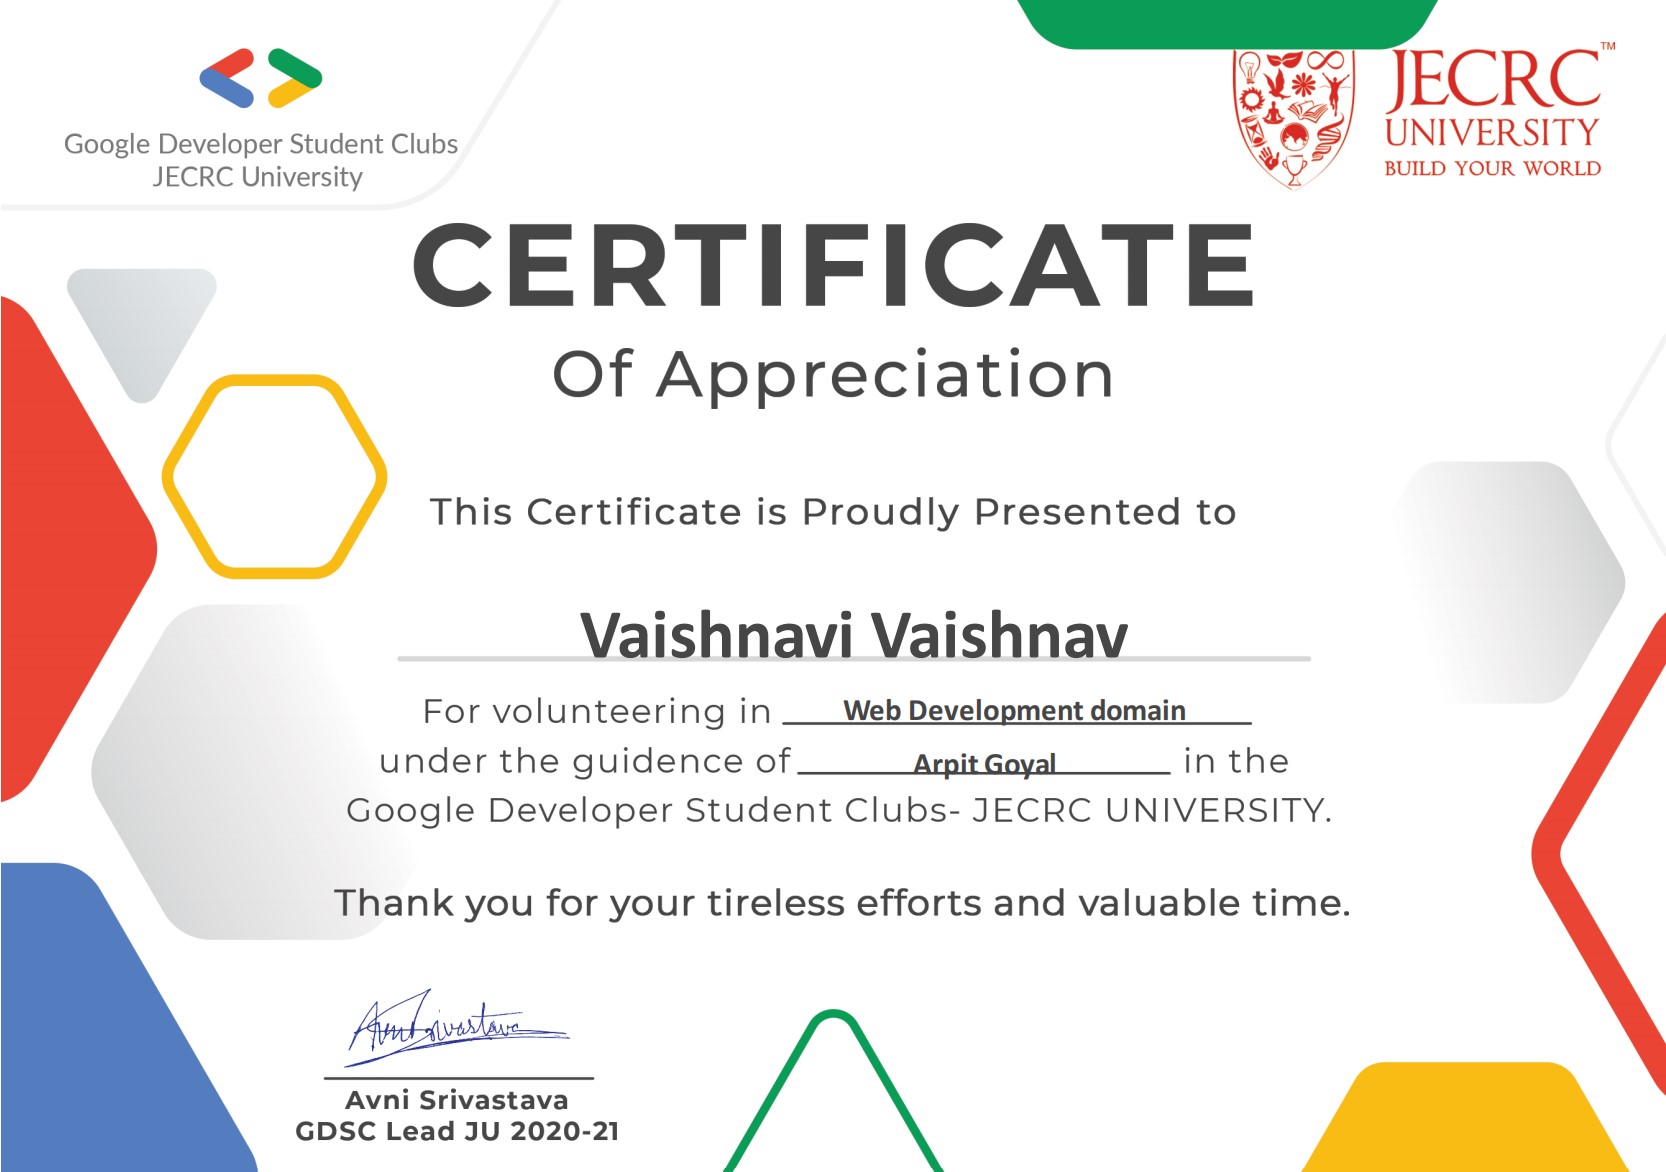 Google Developer Student Clubs
JECRC University
JECRC™
UNIVERSITY
BUILD YOUR WORLD
CERTIFICATE
Of Appreciation
This Certificate is Proudly Presented to
Vaishnavi Vaishnav
For volunteering in Web Development domain
under the guidence of Arpit Goyal in the
Google Developer Student Clubs- JECRC UNIVERSITY.
Thank you for your tireless efforts and valuable time.
Avni Srivastava
Avni Srivastava
GDSC Lead JU 2020-21